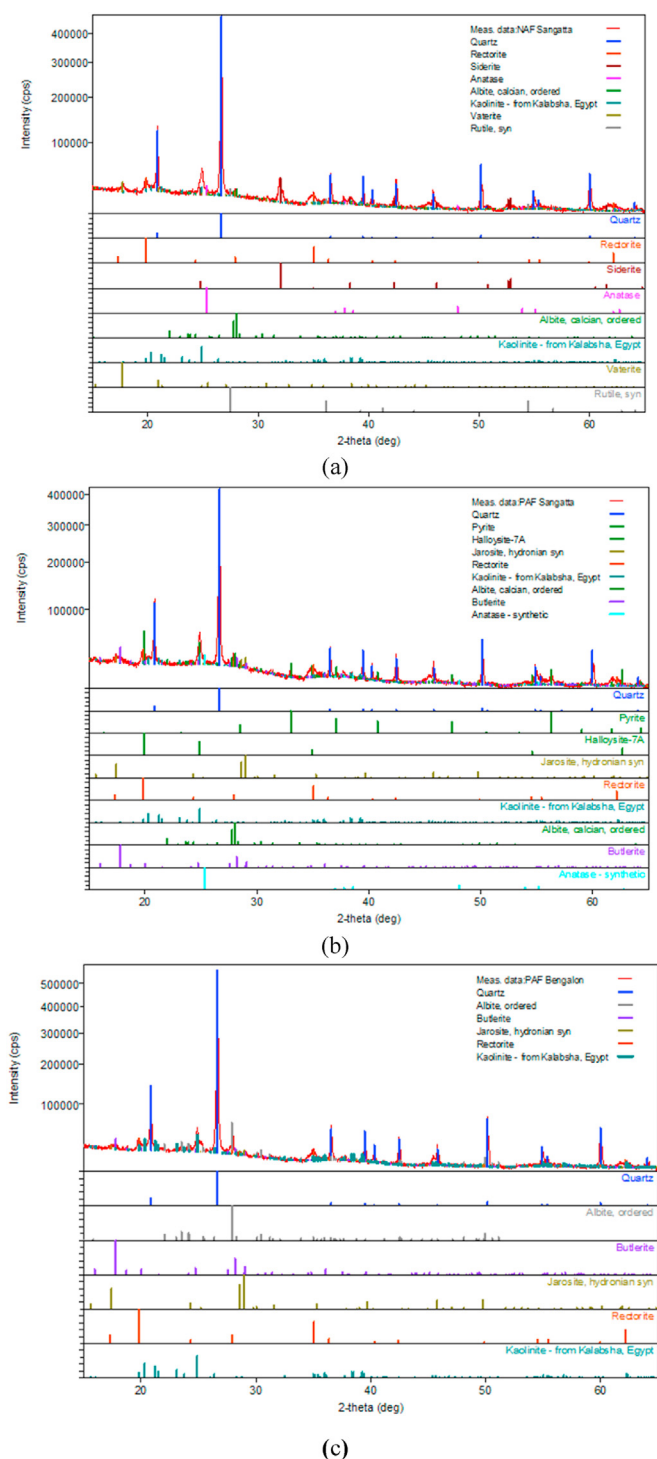 400000
300000
200000
100000
Intensity (cps)
Meas. data:NAF Sangatta
Quartz
Rectorite
Siderite
Anatase
Albite, calcian, ordered
Kaolinite - from Kalabsha, Egypt
Vaterite
Rutile, syn
Quartz
Rectorite
Siderite
Anatase
Albite, calcian, ordered
Kaolinite - from Kalabsha, Egypt
Vaterite
Rutile, syn
20 30 40 50 60
2-theta (deg)
(a)
400000
300000
200000
100000
Intensity (cps)
Meas. data:PAF Sangatta
Quartz
Pyrite
Halloysite-7A
Jarosite, hydronian syn
Rectorite
Kaolinite - from Kalabsha, Egypt
Albite, calcian, ordered
Butlerite
Anatase - synthetic
Quartz
Pyrite
Halloysite-7A
Jarosite, hydronian syn
Rectorite
Kaolinite - from Kalabsha, Egypt
Albite, calcian, ordered
Butlerite
Anatase - synthetic
20 30 40 50 60
2-theta (deg)
(b)
500000
400000
300000
200000
100000
Intensity (cps)
Meas. data:PAF Bengalon
Quartz
Albite, ordered
Butlerite
Jarosite, hydronian syn
Rectorite
Kaolinite - from Kalabsha, Egypt
Quartz
Albite, ordered
Butlerite
Jarosite, hydronian syn
Rectorite
Kaolinite - from Kalabsha, Egypt
20 30 40 50 60
2-theta (deg)
(c)